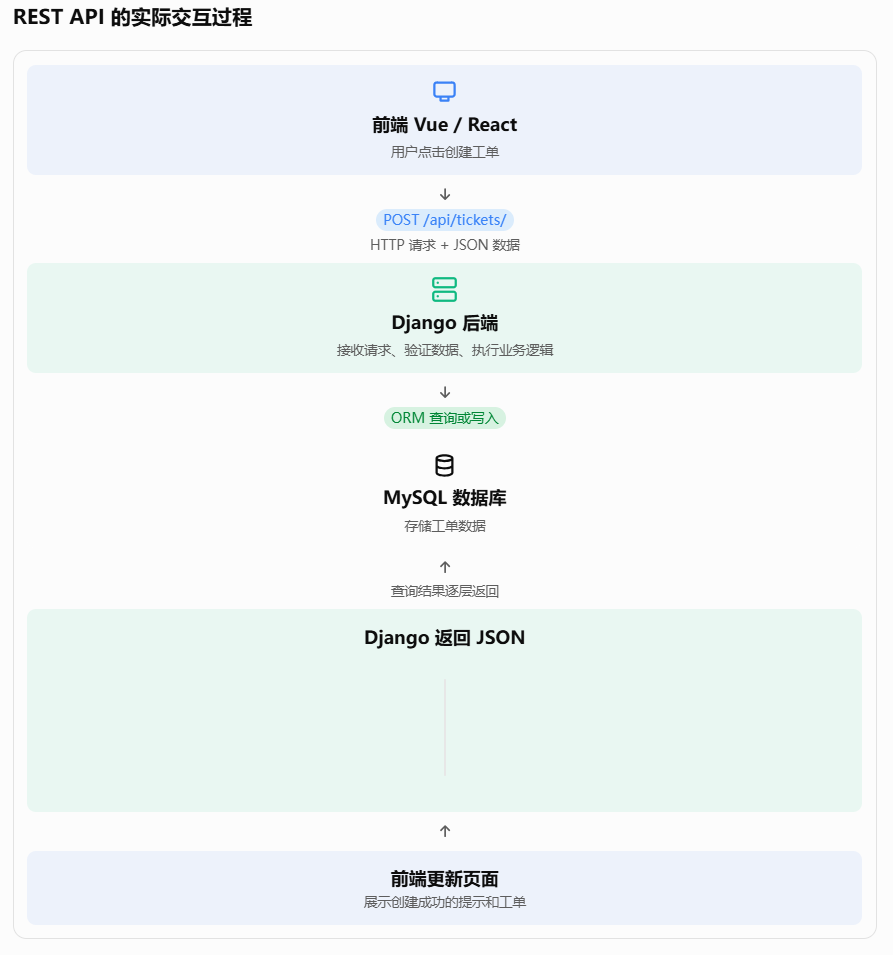 REST API 的实际交互过程
前端 Vue / React
用户点击创建工单
POST /api/tickets/
HTTP 请求 + JSON 数据
Django 后端
接收请求、验证数据、执行业务逻辑
ORM 查询或写入
MySQL 数据库
存储工单数据
查询结果逐层返回
Django 返回 JSON
前端更新页面
展示创建成功的提示和工单